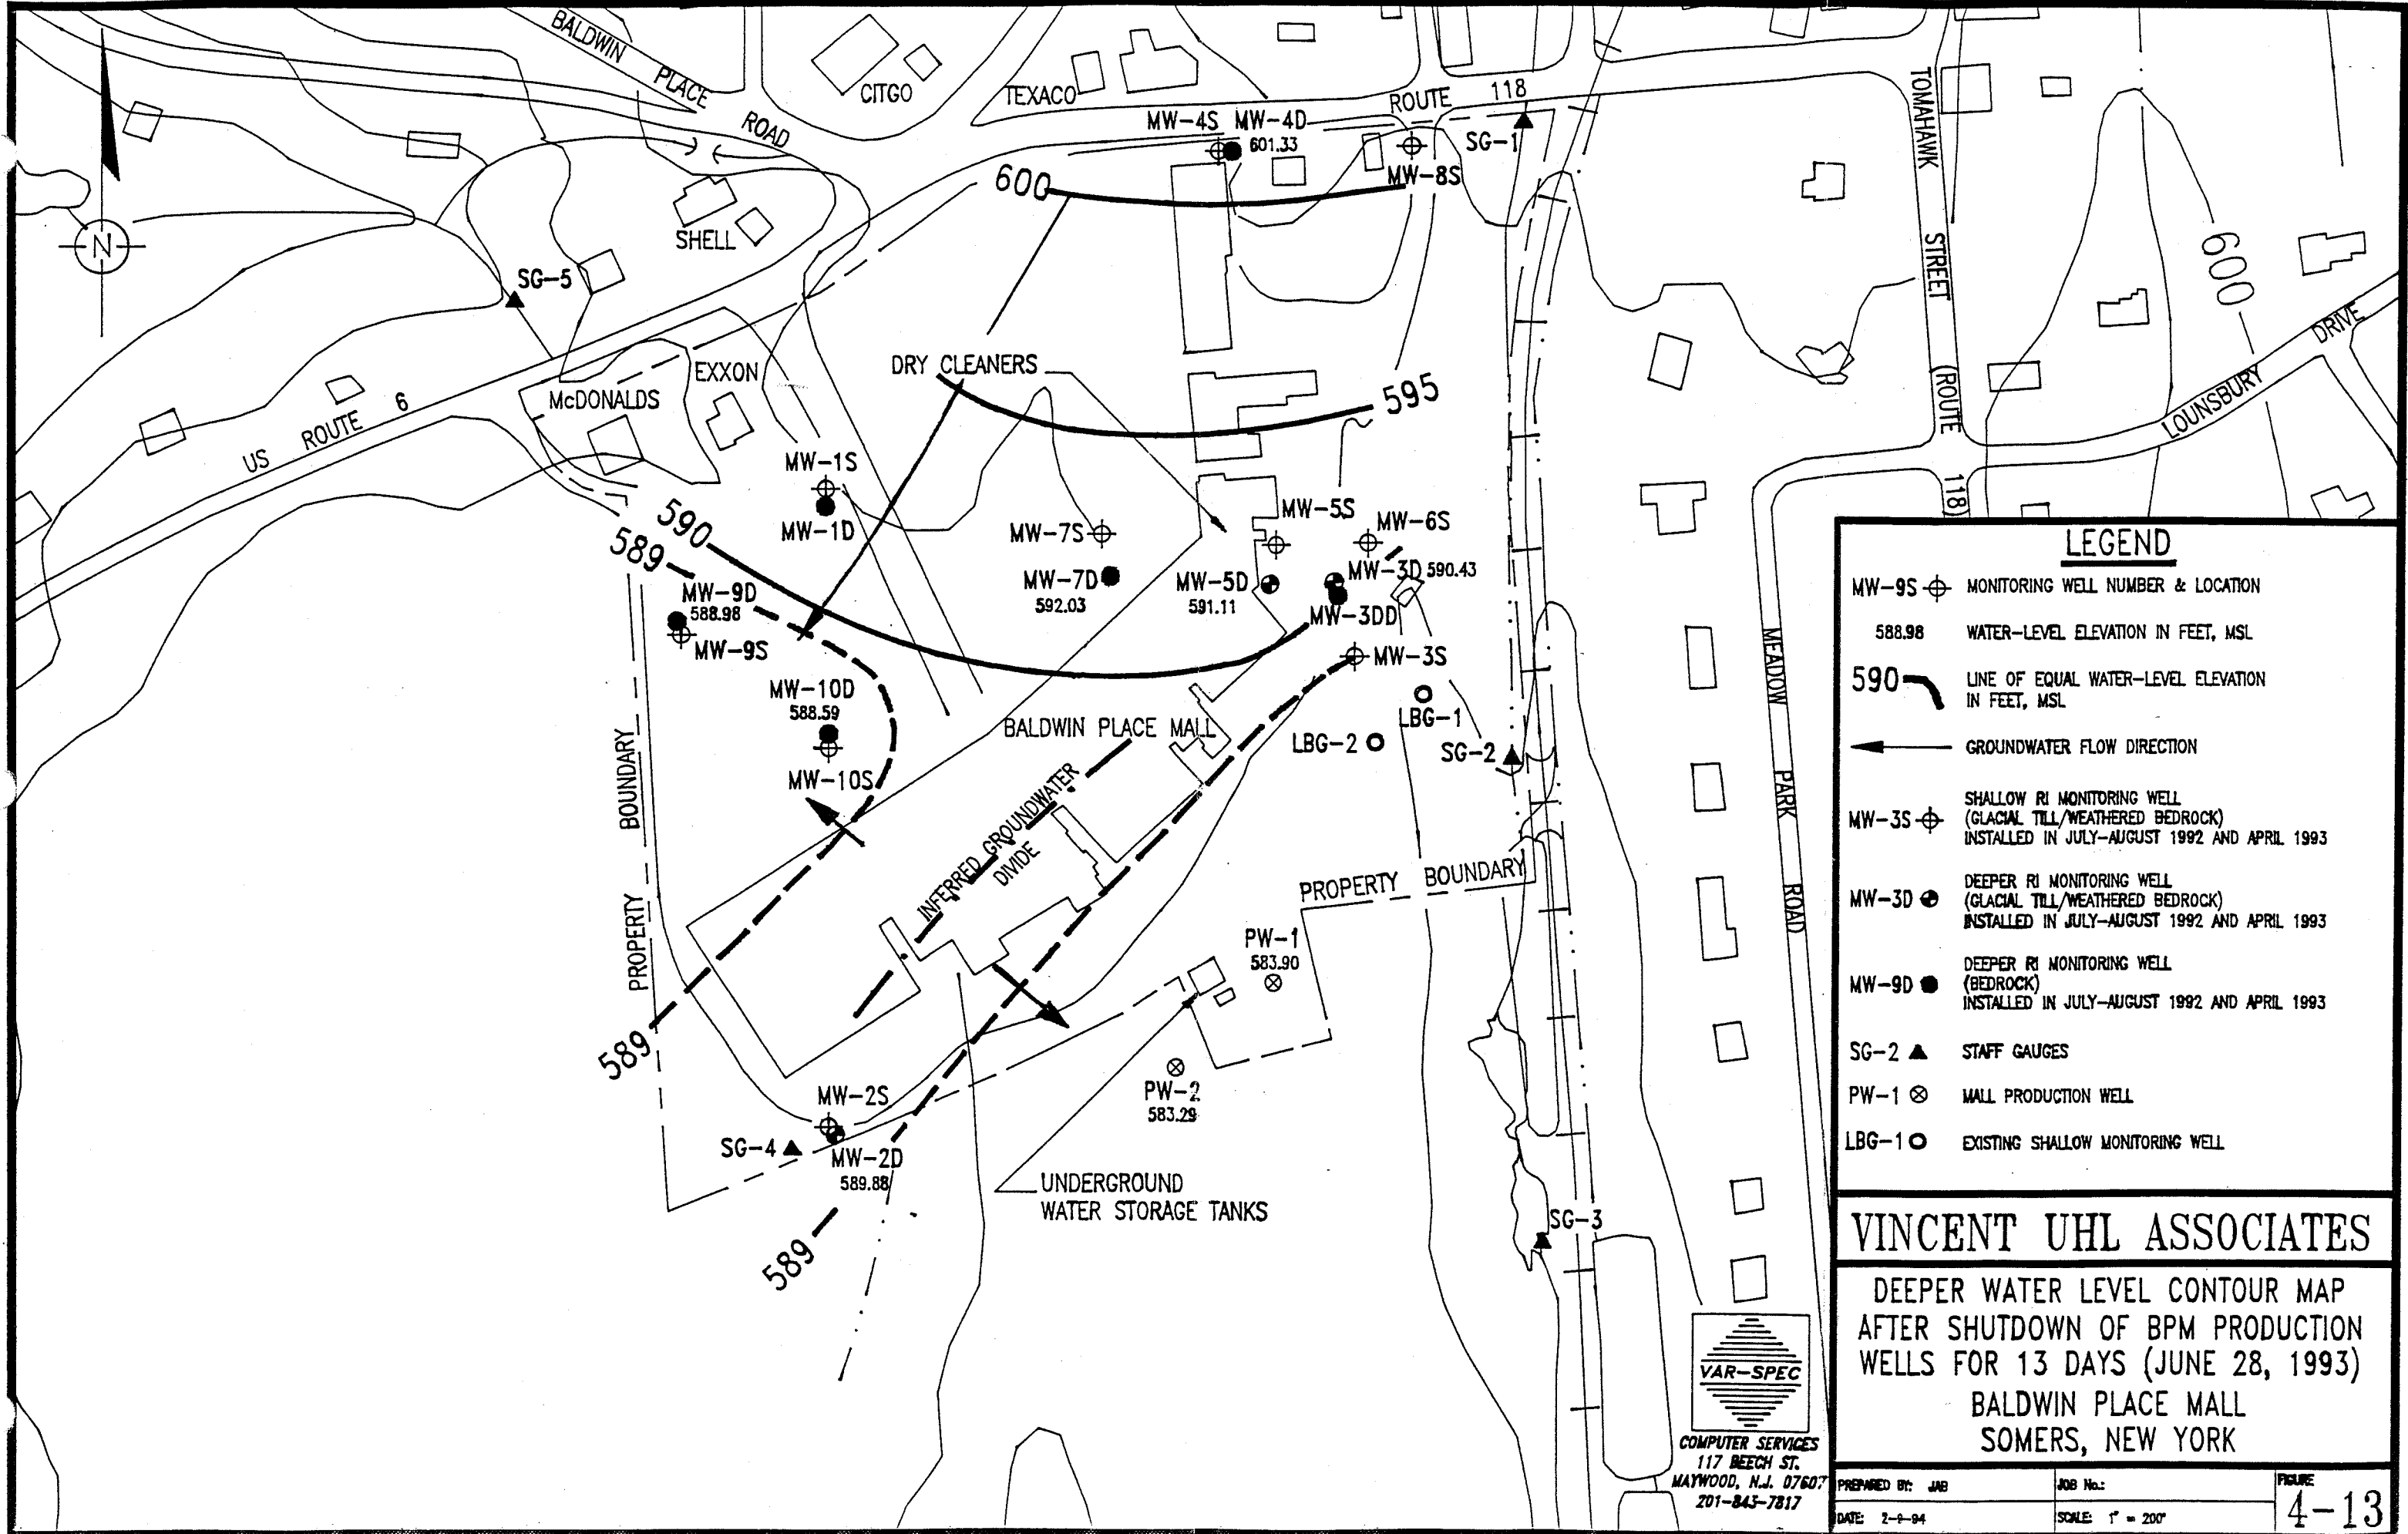 BALDWIN PLACE ROAD
CITGO
TEXACO
ROUTE 118
MW-4S MW-4D
601.33
SG-1
MW-8S
600
TOMAHAWK STREET (ROUTE 118)
600
LOUNSBURY DRIVE
N
SHELL
SG-5
DRY CLEANERS
EXXON
McDONALDS
US ROUTE 6
595
MW-1S
MW-1D
590
589
MW-7S
MW-7D
592.03
MW-5S
MW-5D
591.11
MW-6S
MW-3D 590.43
MW-3DD
MW-3S
MW-9D
588.98
MW-9S
MW-10D
588.59
MW-10S
BALDWIN PLACE MALL
LBG-1
LBG-2
SG-2
MEADOW PARK ROAD
PROPERTY BOUNDARY
INFERRED GROUNDWATER
DIVIDE
PROPERTY BOUNDARY
PW-1
583.90
PW-2
583.29
589
MW-2S
SG-4
MW-2D
589.88
UNDERGROUND
WATER STORAGE TANKS
589
SG-3
LEGEND
MW-9S MONITORING WELL NUMBER & LOCATION
588.98 WATER-LEVEL ELEVATION IN FEET, MSL
590 LINE OF EQUAL WATER-LEVEL ELEVATION
IN FEET, MSL
GROUNDWATER FLOW DIRECTION
SHALLOW RI MONITORING WELL
MW-3S (GLACIAL TILL/WEATHERED BEDROCK)
INSTALLED IN JULY-AUGUST 1992 AND APRIL 1993
DEEPER RI MONITORING WELL
MW-3D (GLACIAL TILL/WEATHERED BEDROCK)
INSTALLED IN JULY-AUGUST 1992 AND APRIL 1993
DEEPER RI MONITORING WELL
MW-9D (BEDROCK)
INSTALLED IN JULY-AUGUST 1992 AND APRIL 1993
SG-2 STAFF GAUGES
PW-1 MALL PRODUCTION WELL
LBG-1 EXISTING SHALLOW MONITORING WELL
VINCENT UHL ASSOCIATES
DEEPER WATER LEVEL CONTOUR MAP
AFTER SHUTDOWN OF BPM PRODUCTION
WELLS FOR 13 DAYS (JUNE 28, 1993)
BALDWIN PLACE MALL
SOMERS, NEW YORK
PREPARED BY: JAB
JOB No.:
FIGURE
4-13
DATE: 2-9-94
SCALE: 1" = 200'
VAR-SPEC
COMPUTER SERVICES
117 BEECH ST.
MAYWOOD, N.J. 07607
201-843-7817